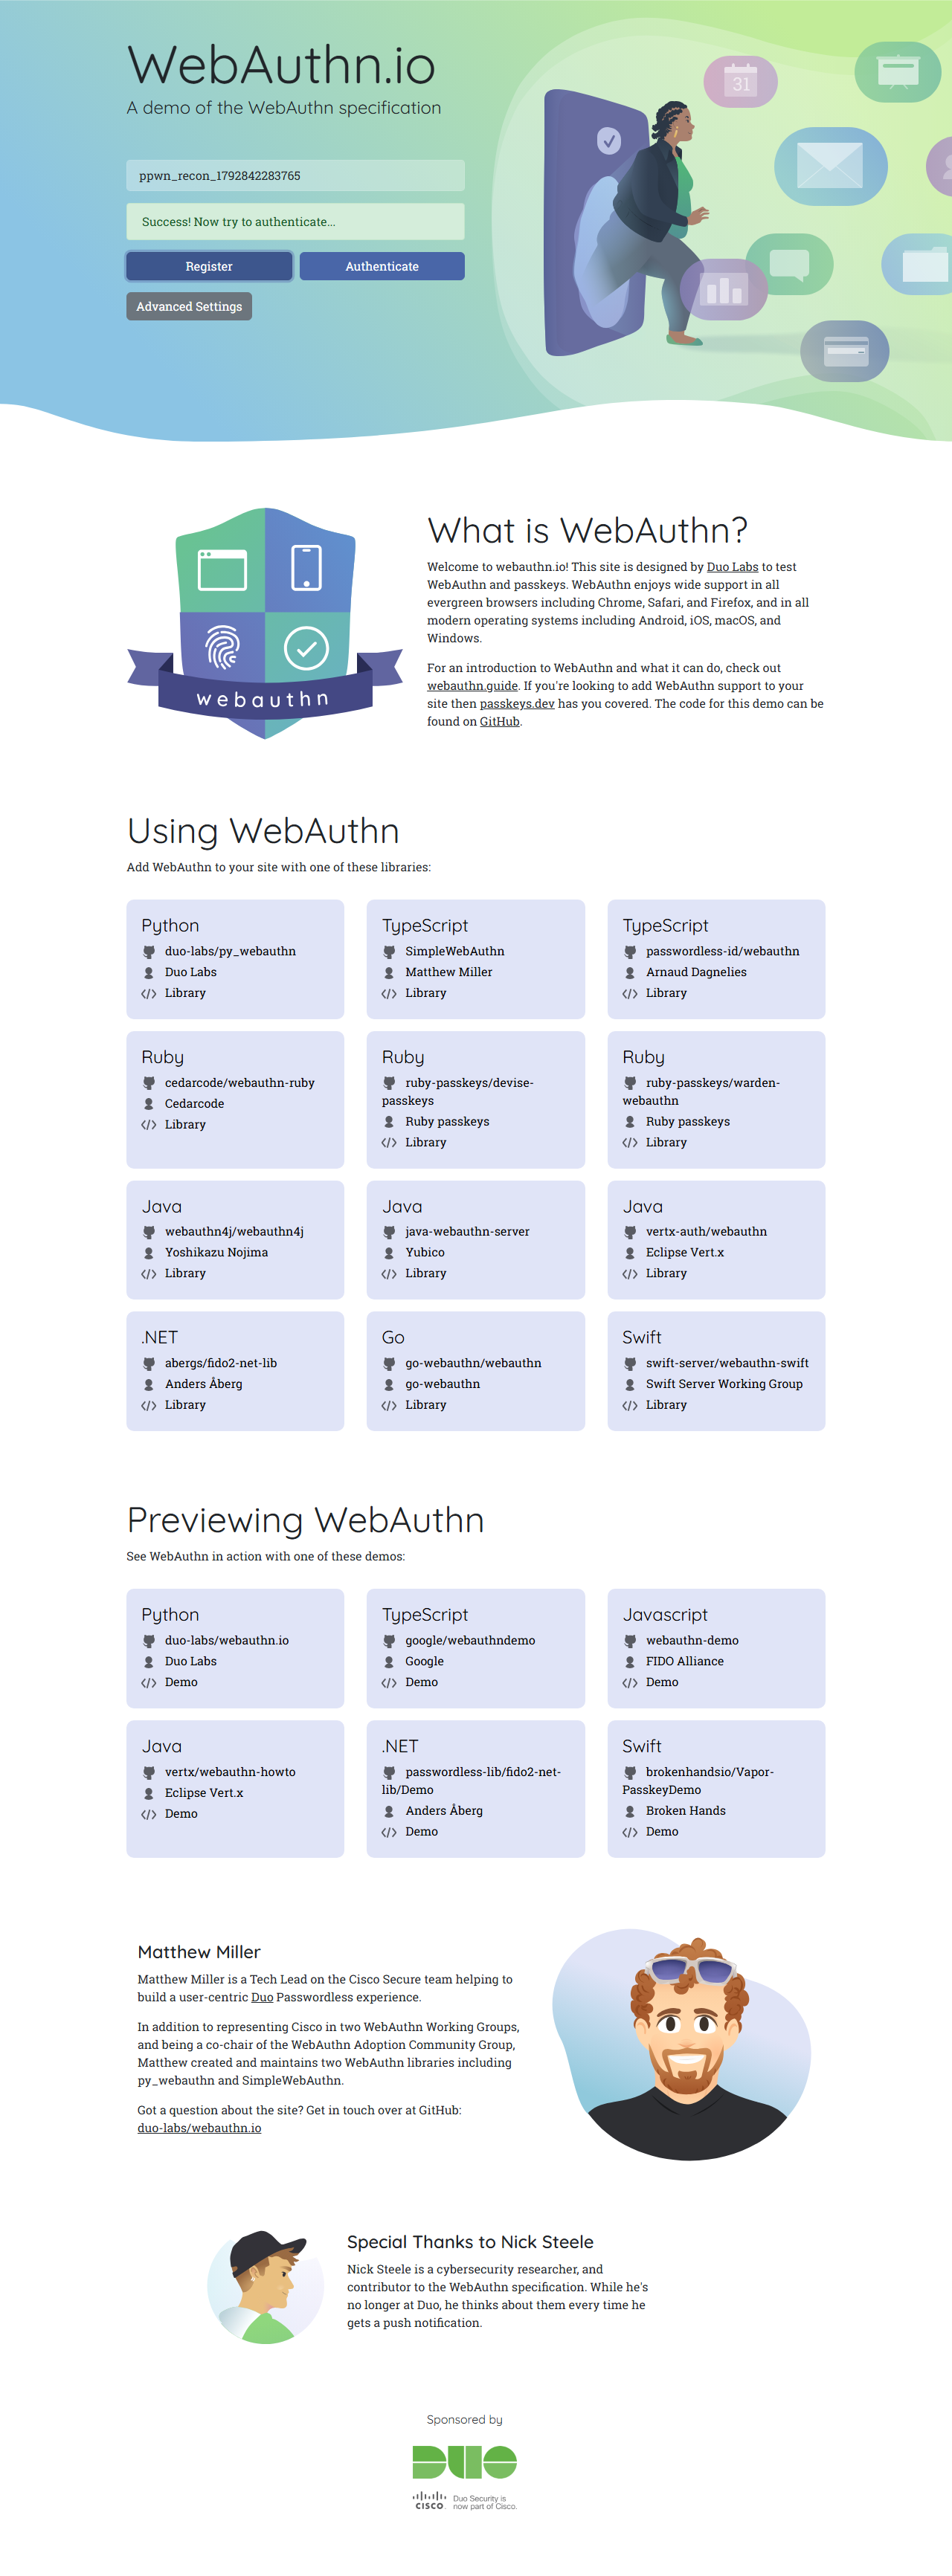 WebAuthn.io
A demo of the WebAuthn specification
31
ppwn_recon_1792842283765
Success! Now try to authenticate...
Register
Authenticate
Advanced Settings
webauthn
What is WebAuthn?
Welcome to webauthn.io! This site is designed by Duo Labs to test
WebAuthn and passkeys. WebAuthn enjoys wide support in all
evergreen browsers including Chrome, Safari, and Firefox, and in all
modern operating systems including Android, iOS, macOS, and
Windows.
For an introduction to WebAuthn and what it can do, check out
webauthn.guide. If you're looking to add WebAuthn support to your
site then passkeys.dev has you covered. The code for this demo can be
found on GitHub.
Using WebAuthn
Add WebAuthn to your site with one of these libraries:
Python
duo-labs/py_webauthn
Duo Labs
Library
TypeScript
SimpleWebAuthn
Matthew Miller
Library
TypeScript
passwordless-id/webauthn
Arnaud Dagnelies
Library
Ruby
cedarcode/webauthn-ruby
Cedarcode
Library
Ruby
ruby-passkeys/devise-
passkeys
Ruby passkeys
Library
Ruby
ruby-passkeys/warden-
webauthn
Ruby passkeys
Library
Java
webauthn4j/webauthn4j
Yoshikazu Nojima
Library
Java
java-webauthn-server
Yubico
Library
Java
vertx-auth/webauthn
Eclipse Vert.x
Library
.NET
abergs/fido2-net-lib
Anders Åberg
Library
Go
go-webauthn/webauthn
go-webauthn
Library
Swift
swift-server/webauthn-swift
Swift Server Working Group
Library
Previewing WebAuthn
See WebAuthn in action with one of these demos:
Python
duo-labs/webauthn.io
Duo Labs
Demo
TypeScript
google/webauthndemo
Google
Demo
Javascript
webauthn-demo
FIDO Alliance
Demo
Java
vertx/webauthn-howto
Eclipse Vert.x
Demo
.NET
passwordless-lib/fido2-net-
lib/Demo
Anders Åberg
Demo
Swift
brokenhandsio/Vapor-
PasskeyDemo
Broken Hands
Demo
Matthew Miller
Matthew Miller is a Tech Lead on the Cisco Secure team helping to
build a user-centric Duo Passwordless experience.
In addition to representing Cisco in two WebAuthn Working Groups,
and being a co-chair of the WebAuthn Adoption Community Group,
Matthew created and maintains two WebAuthn libraries including
py_webauthn and SimpleWebAuthn.
Got a question about the site? Get in touch over at GitHub:
duo-labs/webauthn.io
Special Thanks to Nick Steele
Nick Steele is a cybersecurity researcher, and
contributor to the WebAuthn specification. While he's
no longer at Duo, he thinks about them every time he
gets a push notification.
Sponsored by
DUO
CISCO
Duo Security is
now part of Cisco.